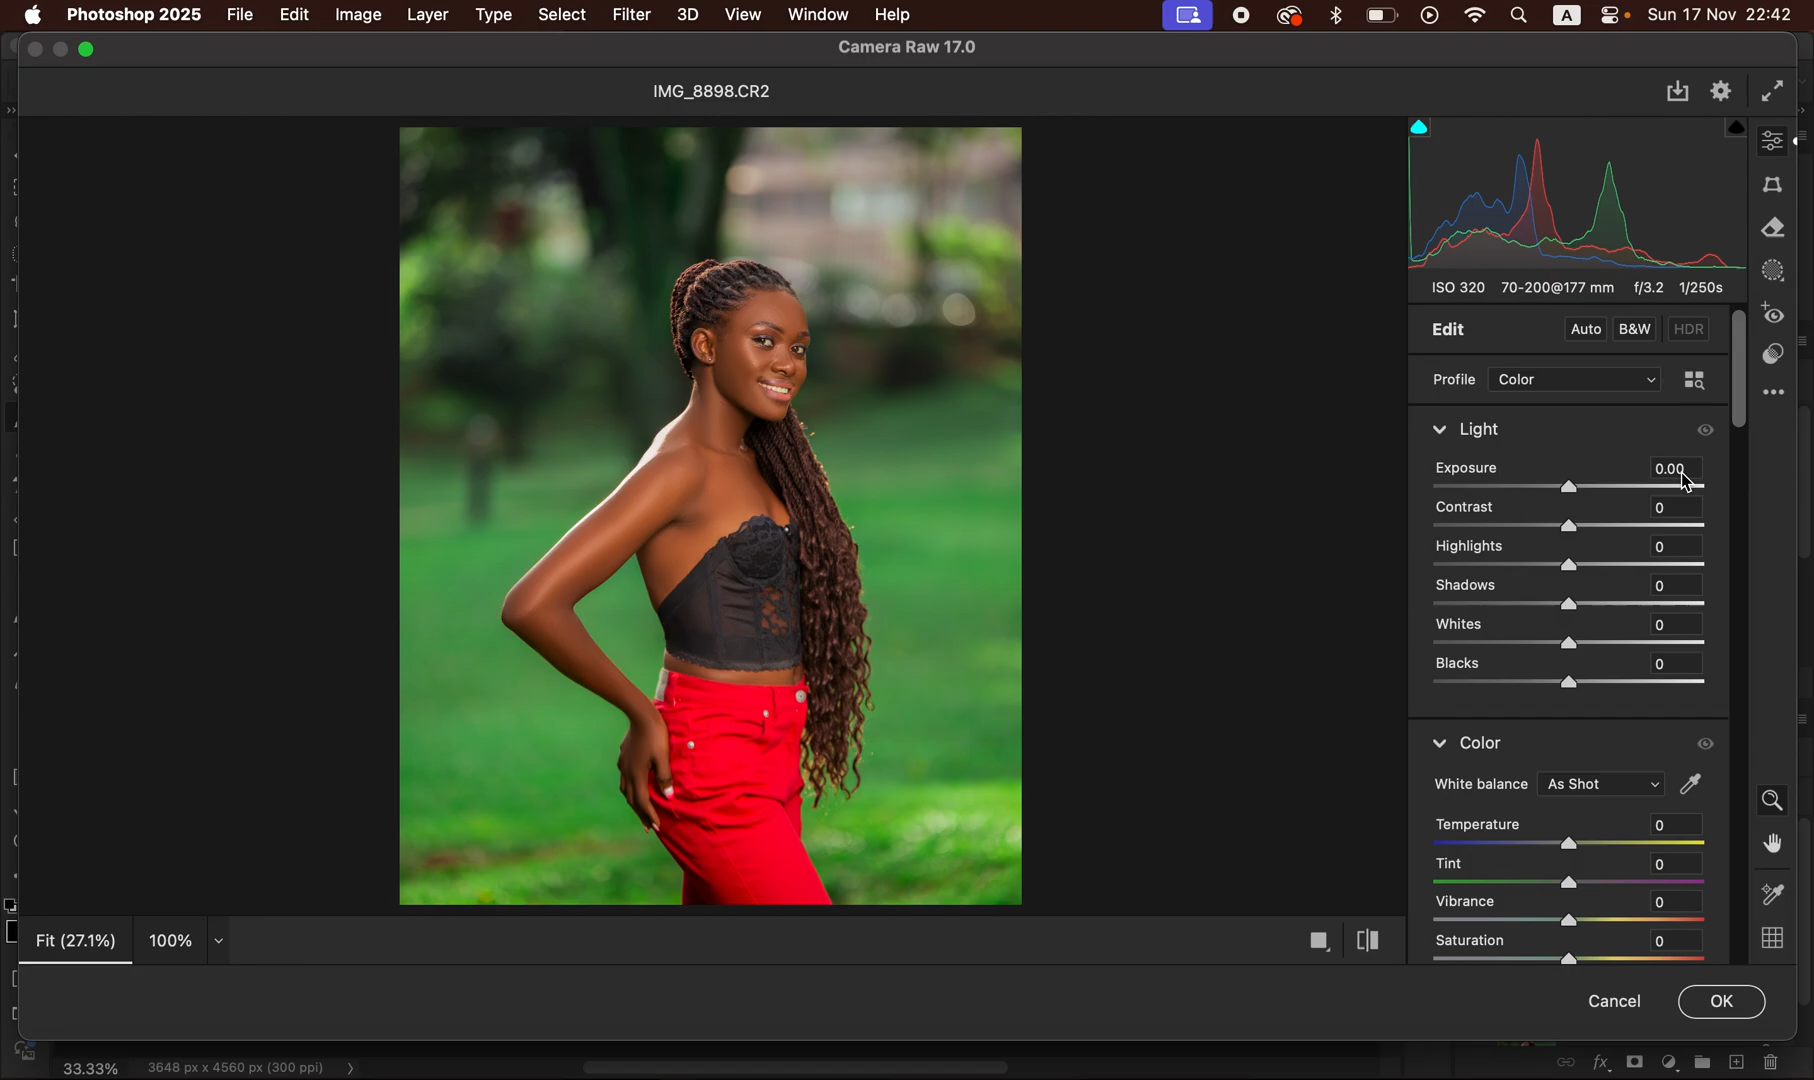 Photoshop 2025 File Edit Image Layer Type Select Filter 3D View Window Help A Sun 17 Nov 22:42
Camera Raw 17.0
IMG_8898.CR2
ISO 320 70-200@177 mm f/3.2 1/250s
Edit Auto B&W HDR
Profile Color
Light
Exposure 0.00
Contrast 0
Highlights 0
Shadows 0
Whites 0
Blacks 0
Color
White balance As Shot
Temperature 0
Tint 0
Vibrance 0
Saturation 0
Fit (27.1%) 100%
Cancel OK
33.33% 3648 px x 4560 px (300 ppi)
fx